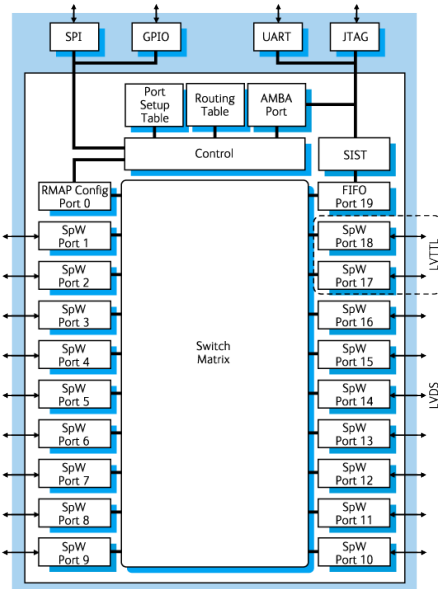 SPI
GPIO
UART
JTAG
Port
Setup
Table
Routing
Table
AMBA
Port
Control
SIST
RMAP Config
Port 0
FIFO
Port 19
SpW
Port 1
SpW
Port 18
SpW
Port 2
SpW
Port 17
LVTTL
SpW
Port 3
SpW
Port 16
Switch
Matrix
SpW
Port 4
SpW
Port 15
SpW
Port 5
SpW
Port 14
LVDS
SpW
Port 6
SpW
Port 13
SpW
Port 7
SpW
Port 12
SpW
Port 8
SpW
Port 11
SpW
Port 9
SpW
Port 10